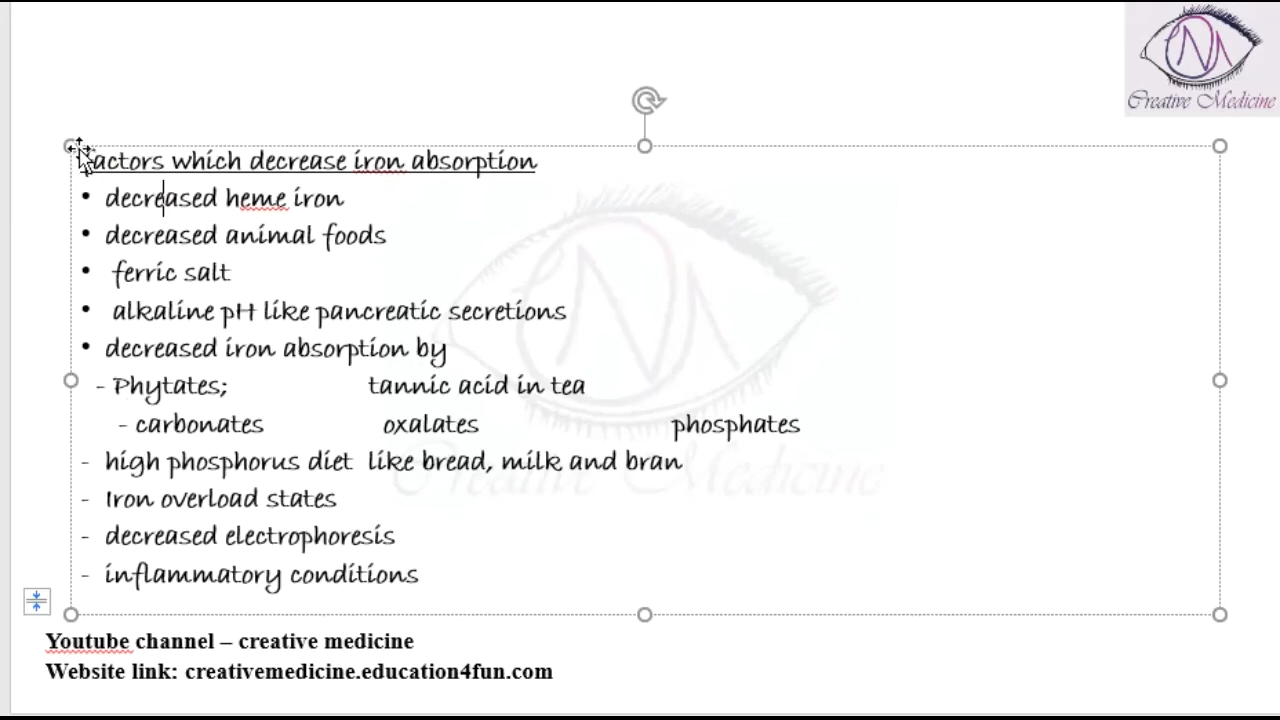 Creative Medicine
Factors which decrease iron absorption
• decreased heme iron
• decreased animal foods
• ferric salt
• alkaline pH like pancreatic secretions
• decreased iron absorption by
- Phytates; tannic acid in tea
- carbonates oxalates phosphates
- high phosphorus diet like bread, milk and bran
- Iron overload states
- decreased electrophoresis
- inflammatory conditions
Creative Medicine
Youtube channel – creative medicine
Website link: creativemedicine.education4fun.com